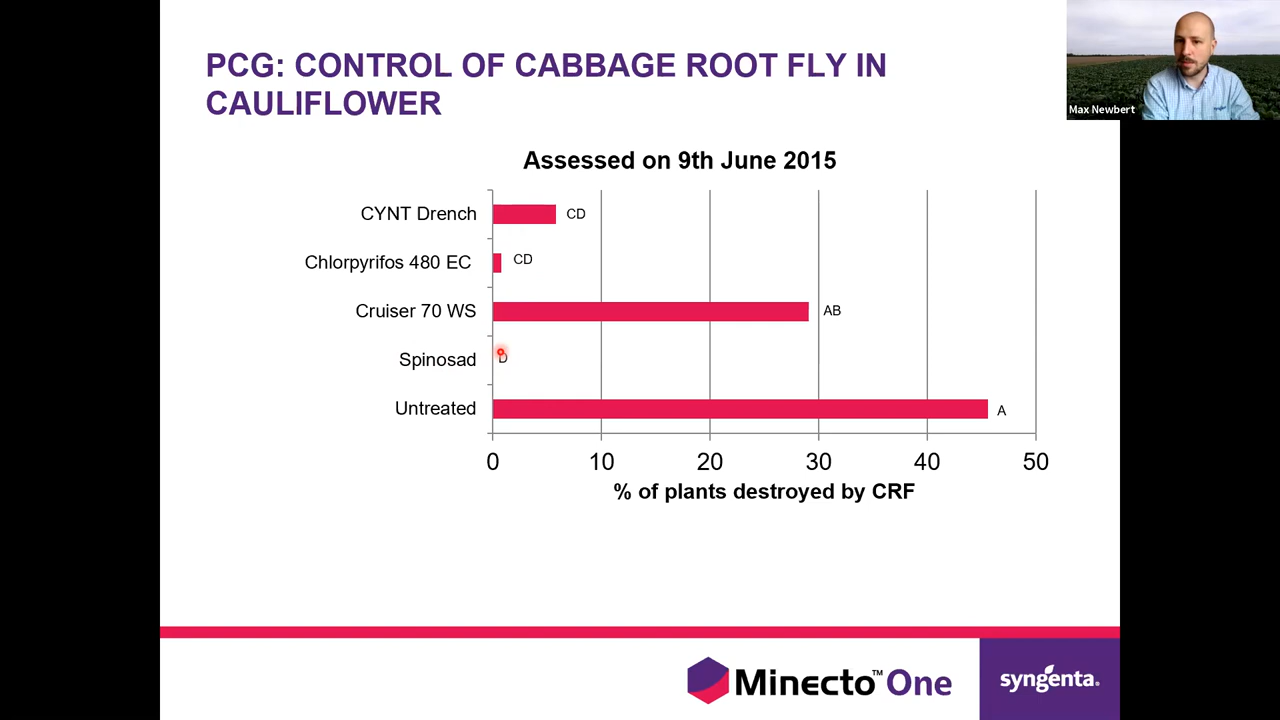 PCG: CONTROL OF CABBAGE ROOT FLY IN
CAULIFLOWER
Max Newbert
Assessed on 9th June 2015
CYNT Drench
CD
Chlorpyrifos 480 EC
CD
Cruiser 70 WS
AB
Spinosad
D
Untreated
A
0 10 20 30 40 50
% of plants destroyed by CRF
Minecto™ One
syngenta.